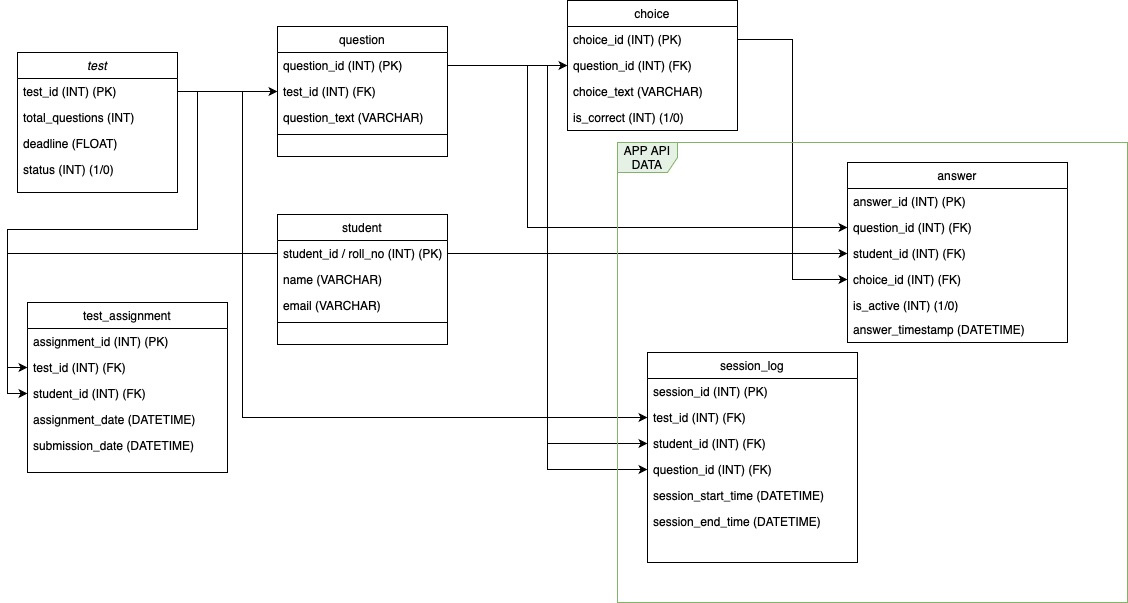 test
test_id (INT) (PK)
total_questions (INT)
deadline (FLOAT)
status (INT) (1/0)
question
question_id (INT) (PK)
test_id (INT) (FK)
question_text (VARCHAR)
choice
choice_id (INT) (PK)
question_id (INT) (FK)
choice_text (VARCHAR)
is_correct (INT) (1/0)
student
student_id / roll_no (INT) (PK)
name (VARCHAR)
email (VARCHAR)
test_assignment
assignment_id (INT) (PK)
test_id (INT) (FK)
student_id (INT) (FK)
assignment_date (DATETIME)
submission_date (DATETIME)
APP API
DATA
answer
answer_id (INT) (PK)
question_id (INT) (FK)
student_id (INT) (FK)
choice_id (INT) (FK)
is_active (INT) (1/0)
answer_timestamp (DATETIME)
session_log
session_id (INT) (PK)
test_id (INT) (FK)
student_id (INT) (FK)
question_id (INT) (FK)
session_start_time (DATETIME)
session_end_time (DATETIME)